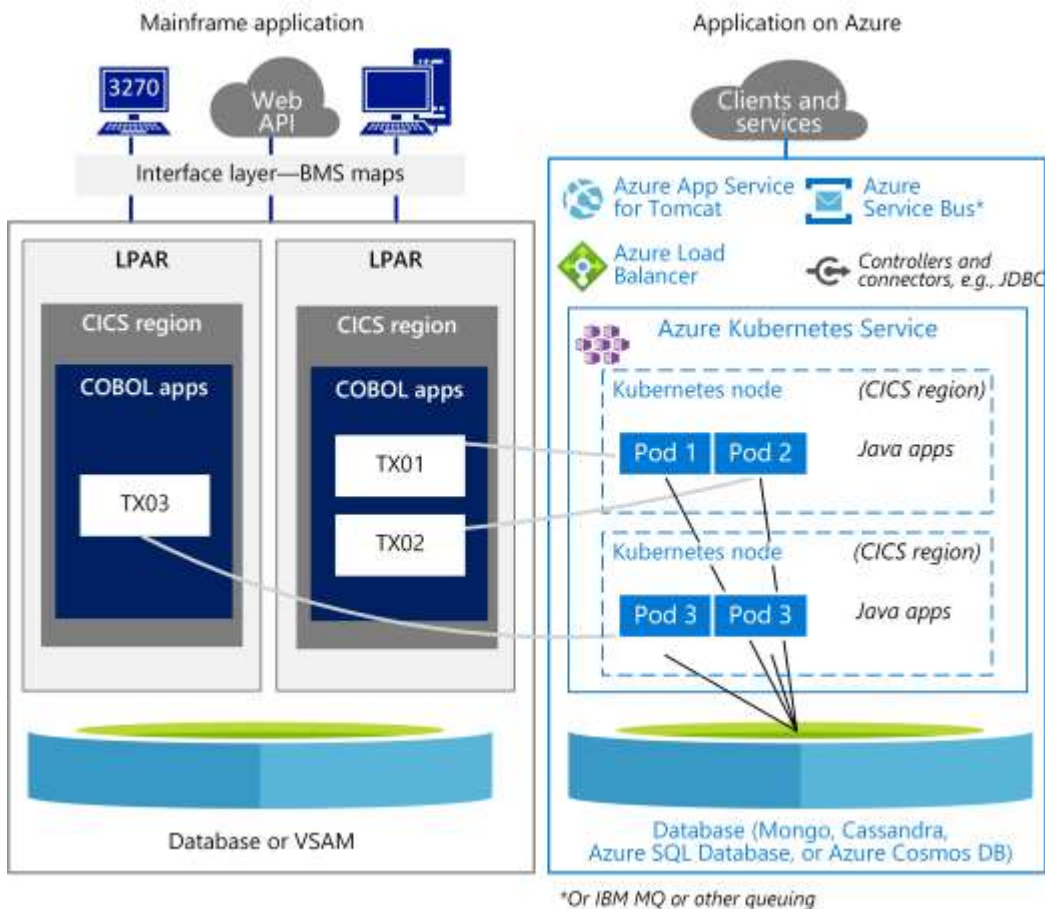 Mainframe application
3270
Web
API
Interface layer—BMS maps
LPAR
CICS region
COBOL apps
TX03
LPAR
CICS region
COBOL apps
TX01
TX02
Database or VSAM
Application on Azure
Clients and
services
Azure App Service
for Tomcat
Azure
Service Bus*
Azure Load
Balancer
Controllers and
connectors, e.g., JDBC
Azure Kubernetes Service
Kubernetes node
(CICS region)
Pod 1
Pod 2
Java apps
Kubernetes node
(CICS region)
Pod 3
Pod 3
Java apps
Database (Mongo, Cassandra,
Azure SQL Database, or Azure Cosmos DB)
*Or IBM MQ or other queuing